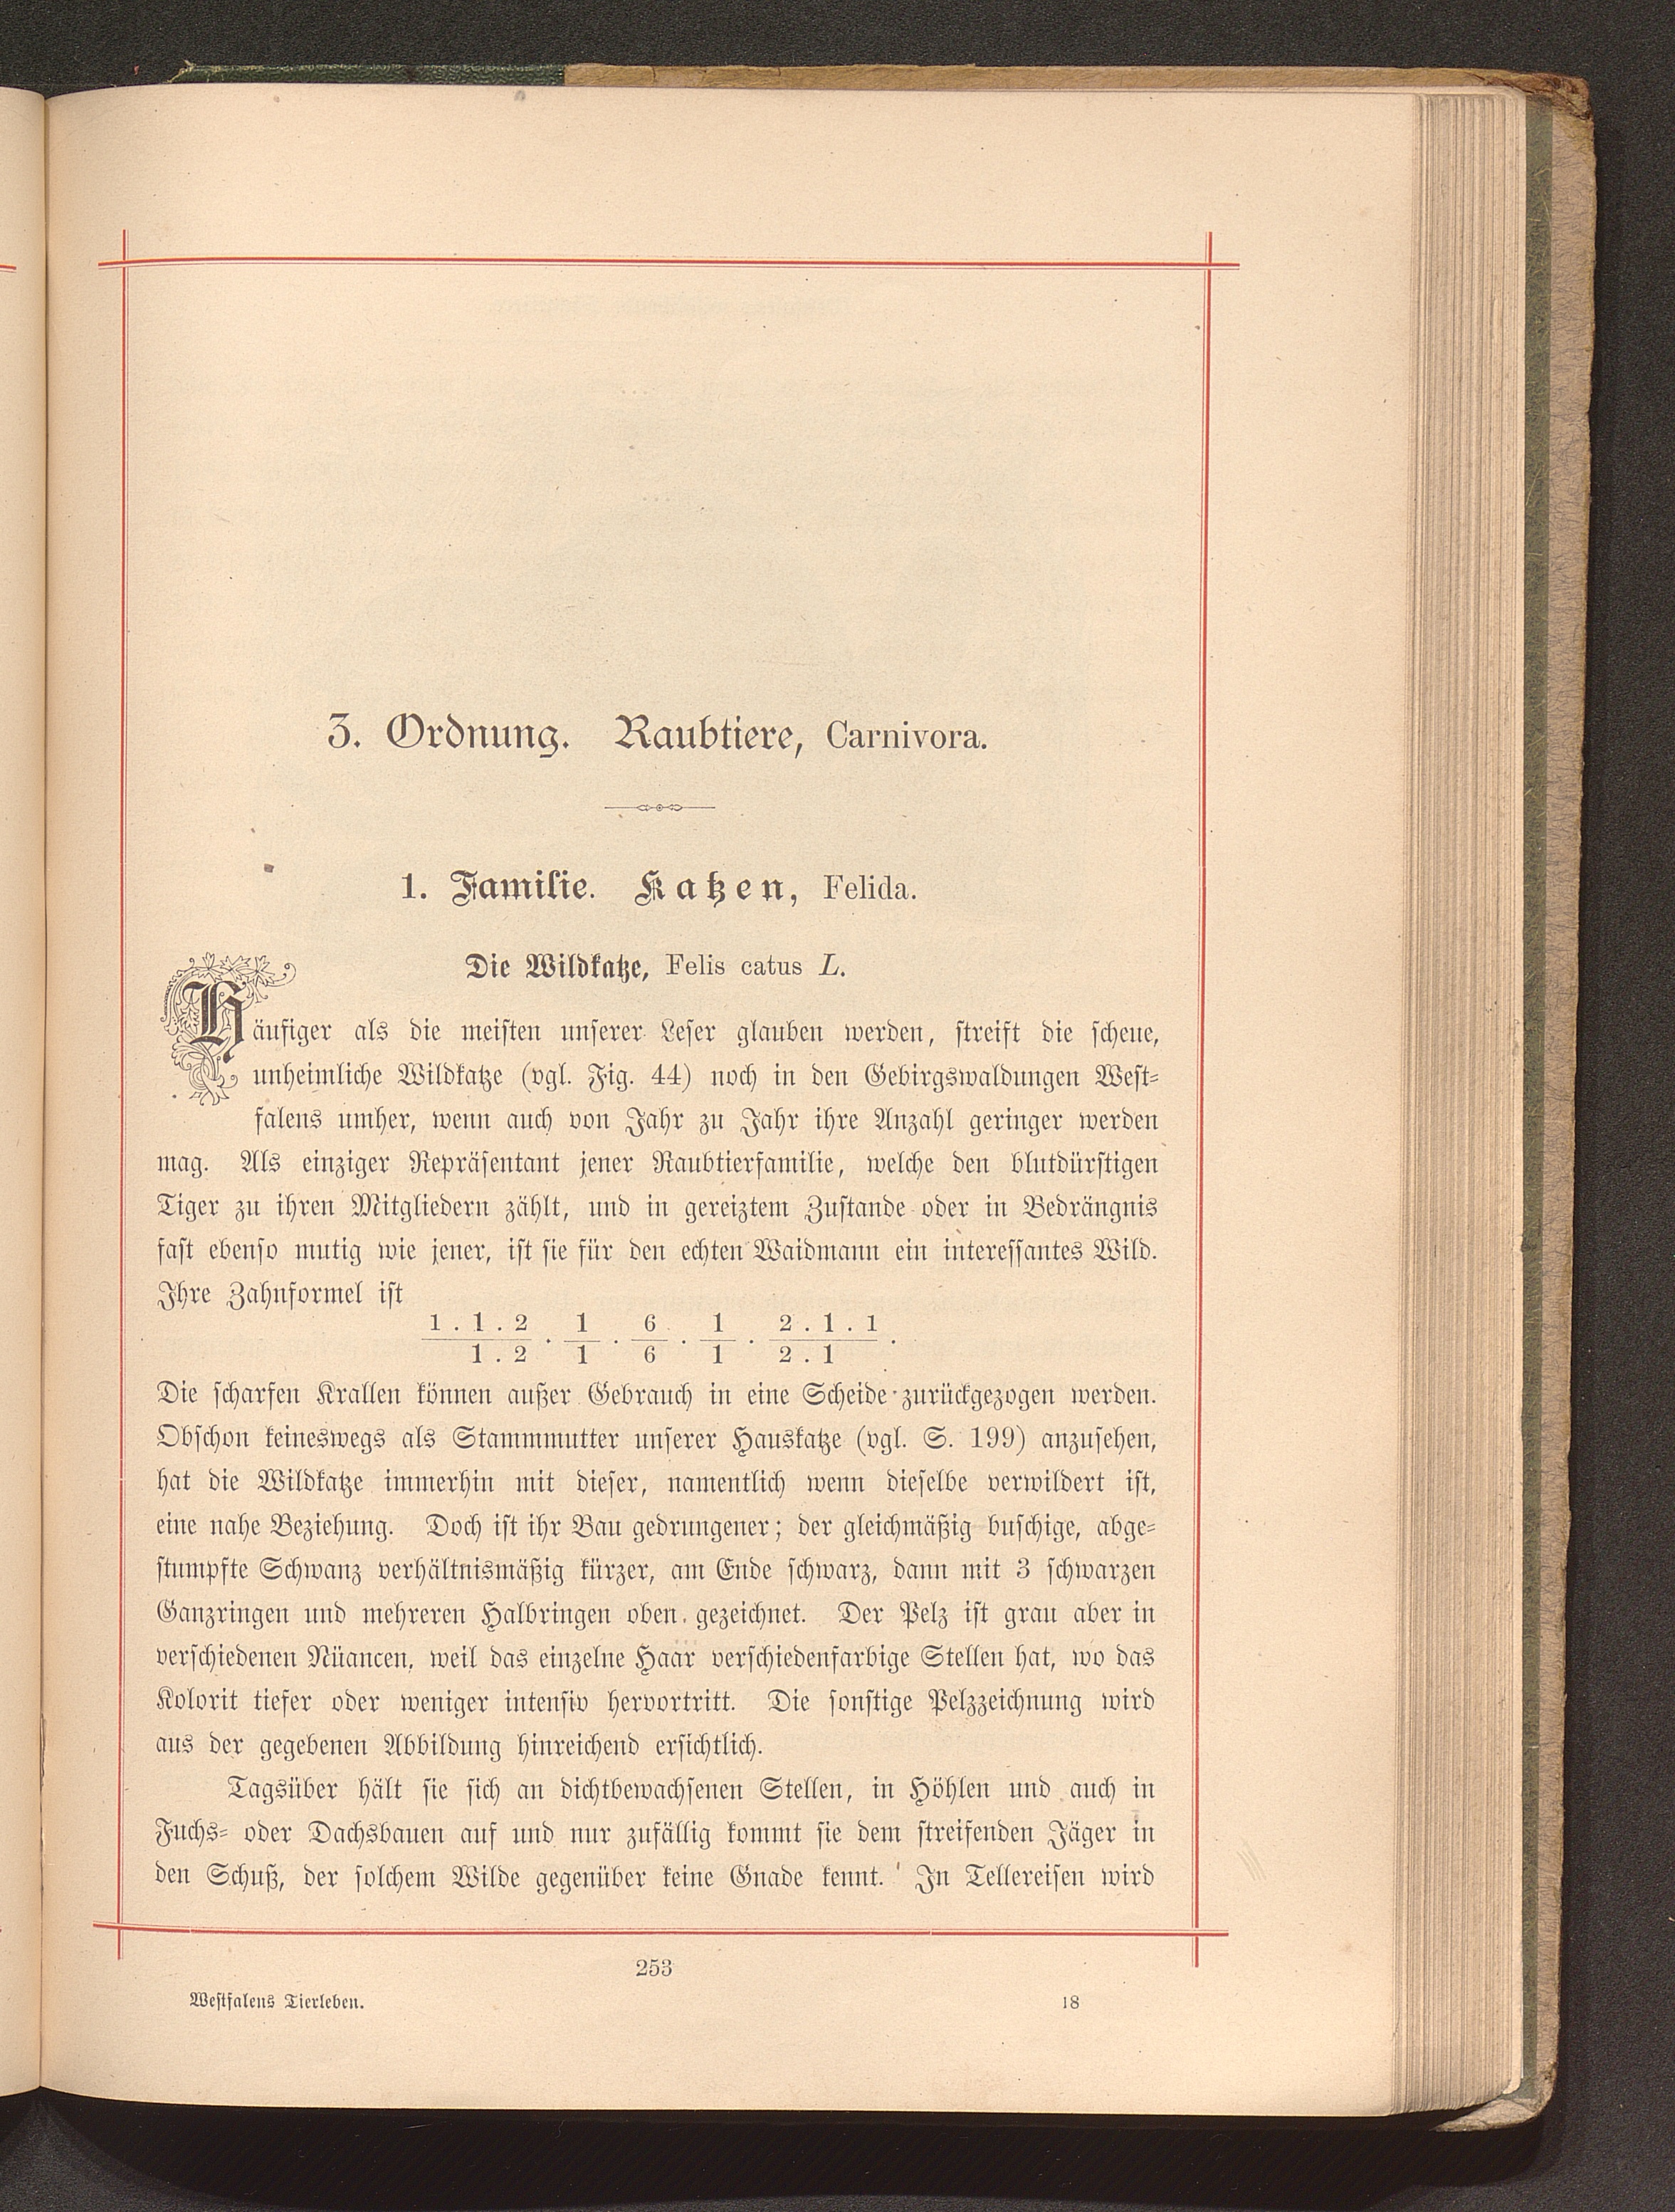 3. Ordnung. Raubtiere, Carnivora.
1. Familie. Katzen, Felida.
Die Wildkatze, Felis catus L.
Häufiger als die meisten unserer Leser glauben werden, streift die scheue,
unheimliche Wildkatze (vgl. Fig. 44) noch in den Gebirgswaldungen West-
falens umher, wenn auch von Jahr zu Jahr ihre Anzahl geringer werden
mag. Als einziger Repräsentant jener Raubtierfamilie, welche den blutdürstigen
Tiger zu ihren Mitgliedern zählt, und in gereiztem Zustande oder in Bedrängnis
fast ebenso mutig wie jener, ist sie für den echten Waidmann ein interessantes Wild.
Ihre Zahnformel ist
1 . 1 . 2   1   6   1   2 . 1 . 1
1 . 2 · 1 · 6 · 1 · 2 . 1 .
Die scharfen Krallen können außer Gebrauch in eine Scheide zurückgezogen werden.
Obschon keineswegs als Stammmutter unserer Hauskatze (vgl. S. 199) anzusehen,
hat die Wildkatze immerhin mit dieser, namentlich wenn dieselbe verwildert ist,
eine nahe Beziehung. Doch ist ihr Bau gedrungener; der gleichmäßig buschige, abge-
stumpfte Schwanz verhältnismäßig kürzer, am Ende schwarz, dann mit 3 schwarzen
Ganzringen und mehreren Halbringen oben gezeichnet. Der Pelz ist grau aber in
verschiedenen Nüancen, weil das einzelne Haar verschiedenfarbige Stellen hat, wo das
Kolorit tiefer oder weniger intensiv hervortritt. Die sonstige Pelzzeichnung wird
aus der gegebenen Abbildung hinreichend ersichtlich.
Tagsüber hält sie sich an dichtbewachsenen Stellen, in Höhlen und auch in
Fuchs- oder Dachsbauen auf und nur zufällig kommt sie dem streifenden Jäger in
den Schuß, der solchem Wilde gegenüber keine Gnade kennt. In Tellereisen wird
253
Westfalens Tierleben. 18